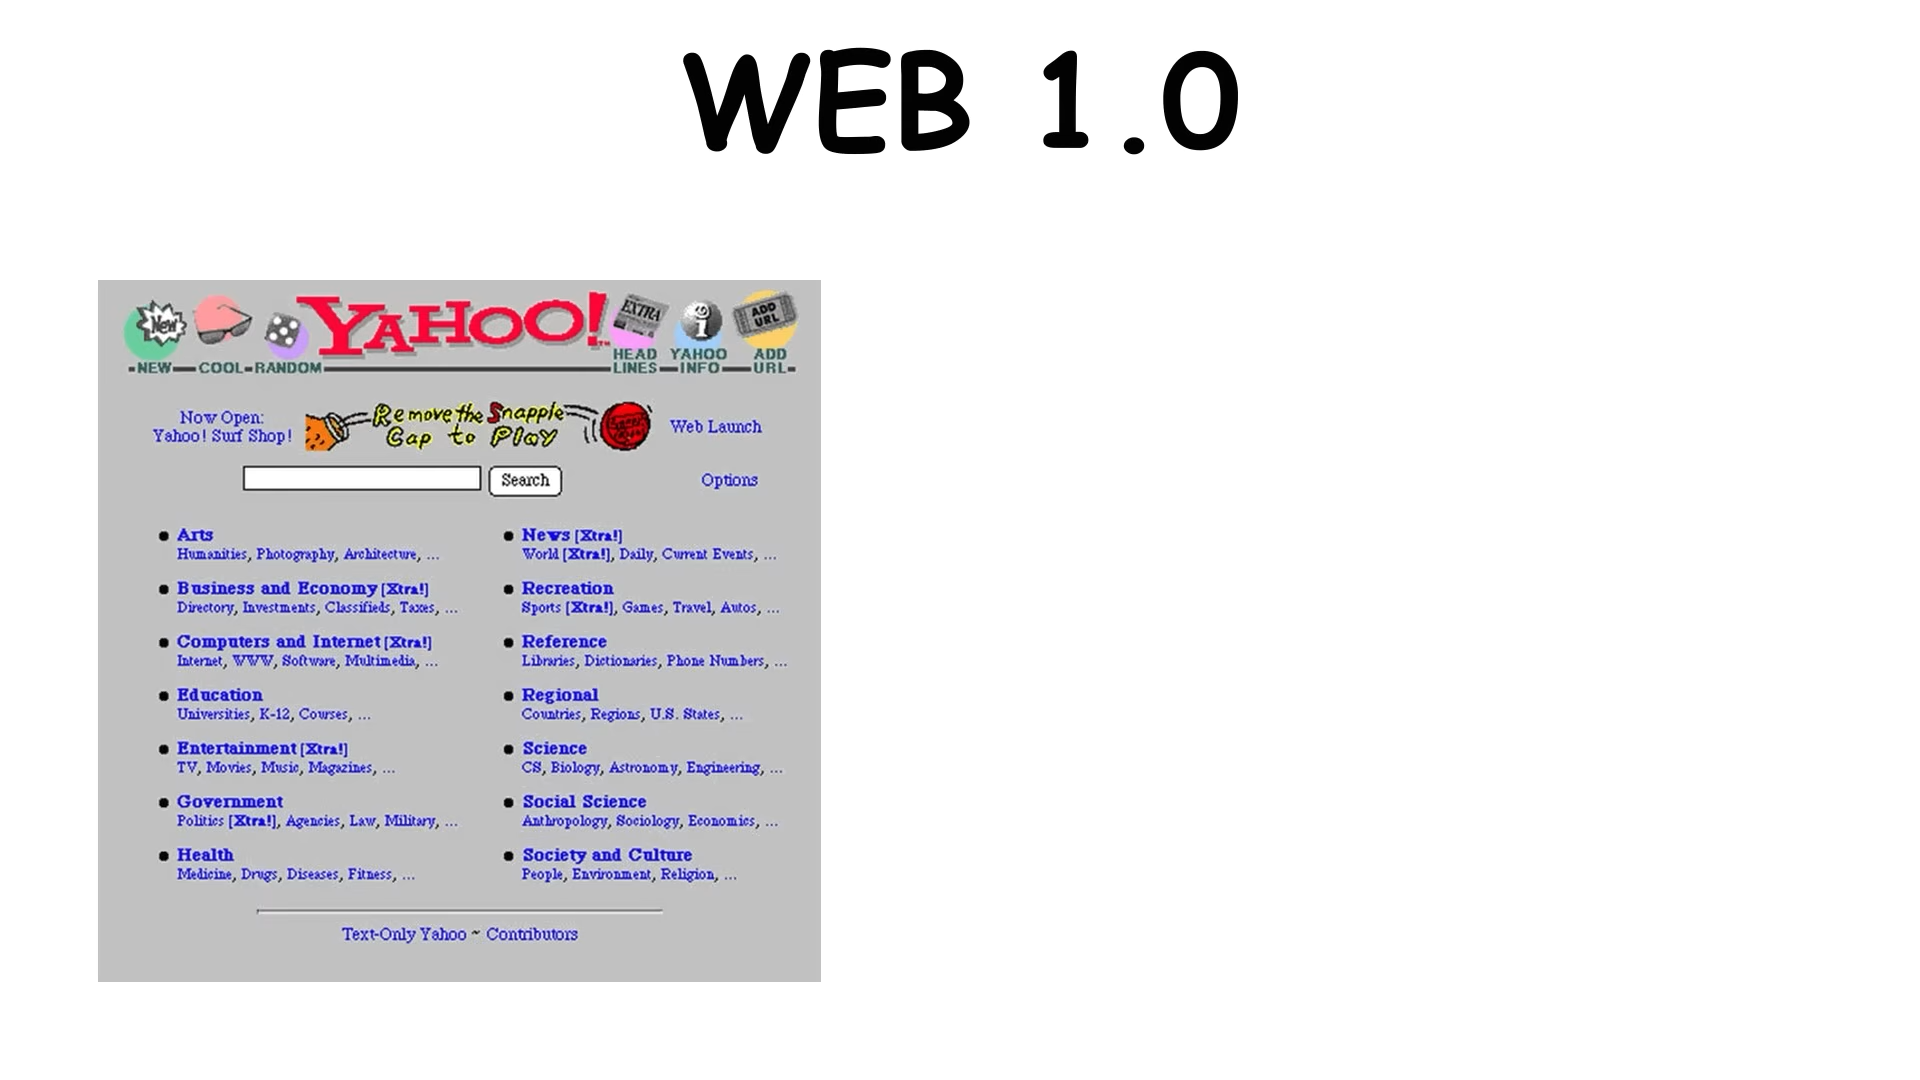 WEB 1.0
New
EXTRA
i
ADD URL
YAHOO!
NEW COOL RANDOM
HEAD LINES
YAHOO INFO
ADD URL
Now Open:
Yahoo! Surf Shop!
Remove the Snapple
Cap to Play
Web Launch
Search
Options
Arts
Humanities, Photography, Architecture, ...
Business and Economy [Xtra!]
Directory, Investments, Classifieds, Taxes, ...
Computers and Internet [Xtra!]
Internet, WWW, Software, Multimedia, ...
Education
Universities, K-12, Courses, ...
Entertainment [Xtra!]
TV, Movies, Music, Magazines, ...
Government
Politics [Xtra!], Agencies, Law, Military, ...
Health
Medicine, Drugs, Diseases, Fitness, ...
News [Xtra!]
World [Xtra!], Daily, Current Events, ...
Recreation
Sports [Xtra!], Games, Travel, Autos, ...
Reference
Libraries, Dictionaries, Phone Numbers, ...
Regional
Countries, Regions, U.S. States, ...
Science
CS, Biology, Astronomy, Engineering, ...
Social Science
Anthropology, Sociology, Economics, ...
Society and Culture
People, Environment, Religion, ...
Text-Only Yahoo ~ Contributors